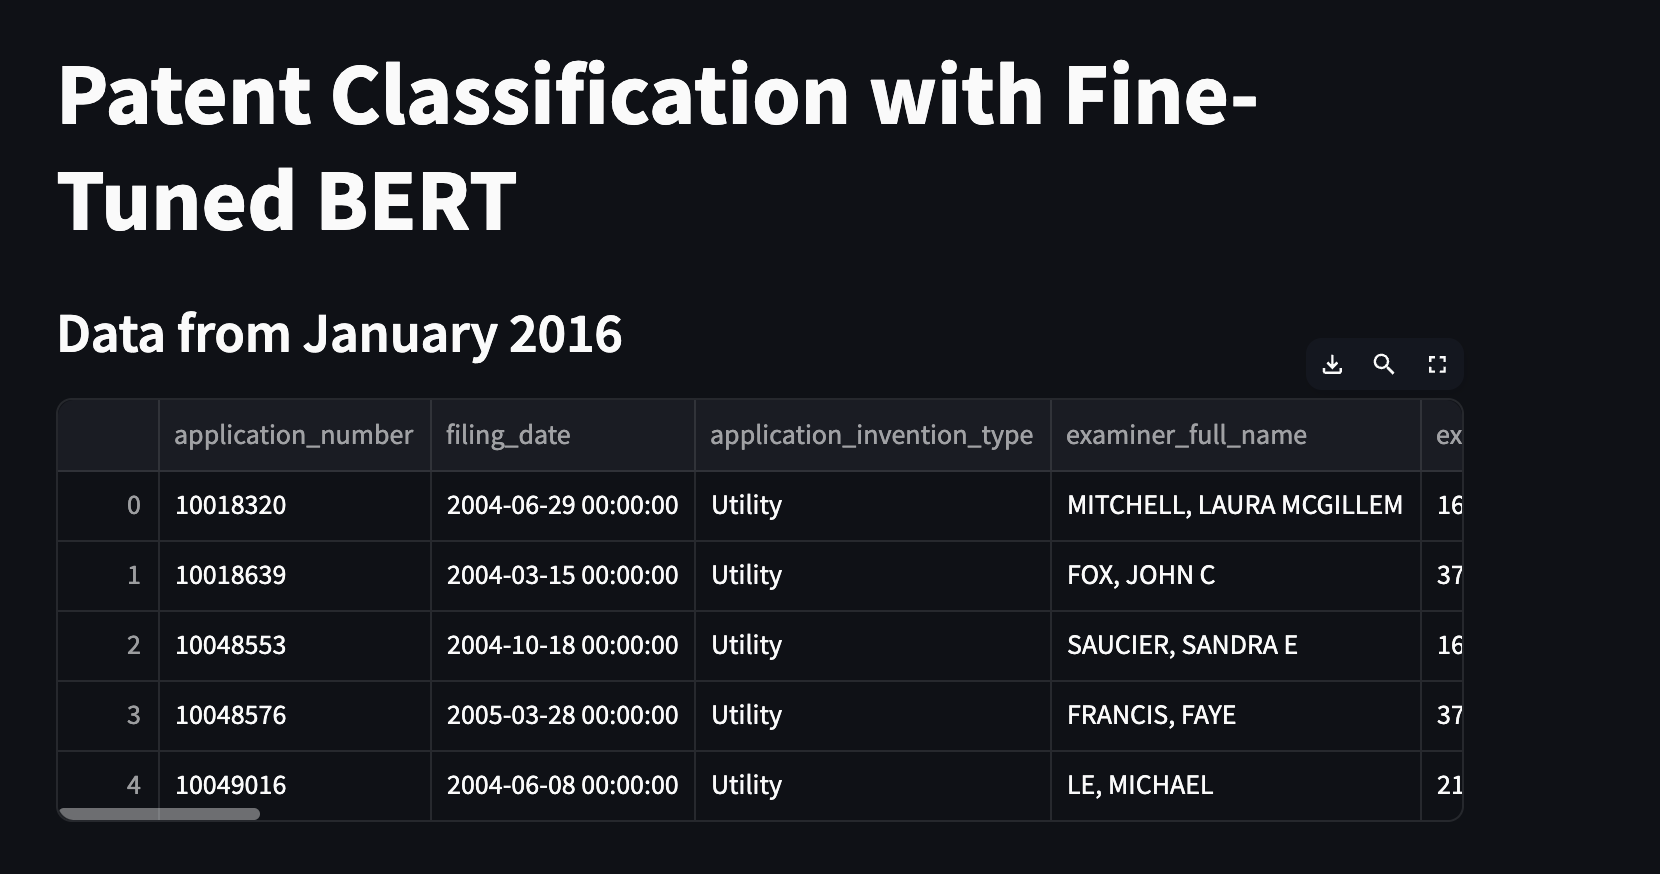 Patent Classification with Fine-
Tuned BERT
Data from January 2016
application_number filing_date application_invention_type examiner_full_name ex
0 10018320 2004-06-29 00:00:00 Utility MITCHELL, LAURA MCGILLEM 16
1 10018639 2004-03-15 00:00:00 Utility FOX, JOHN C 37
2 10048553 2004-10-18 00:00:00 Utility SAUCIER, SANDRA E 16
3 10048576 2005-03-28 00:00:00 Utility FRANCIS, FAYE 37
4 10049016 2004-06-08 00:00:00 Utility LE, MICHAEL 21